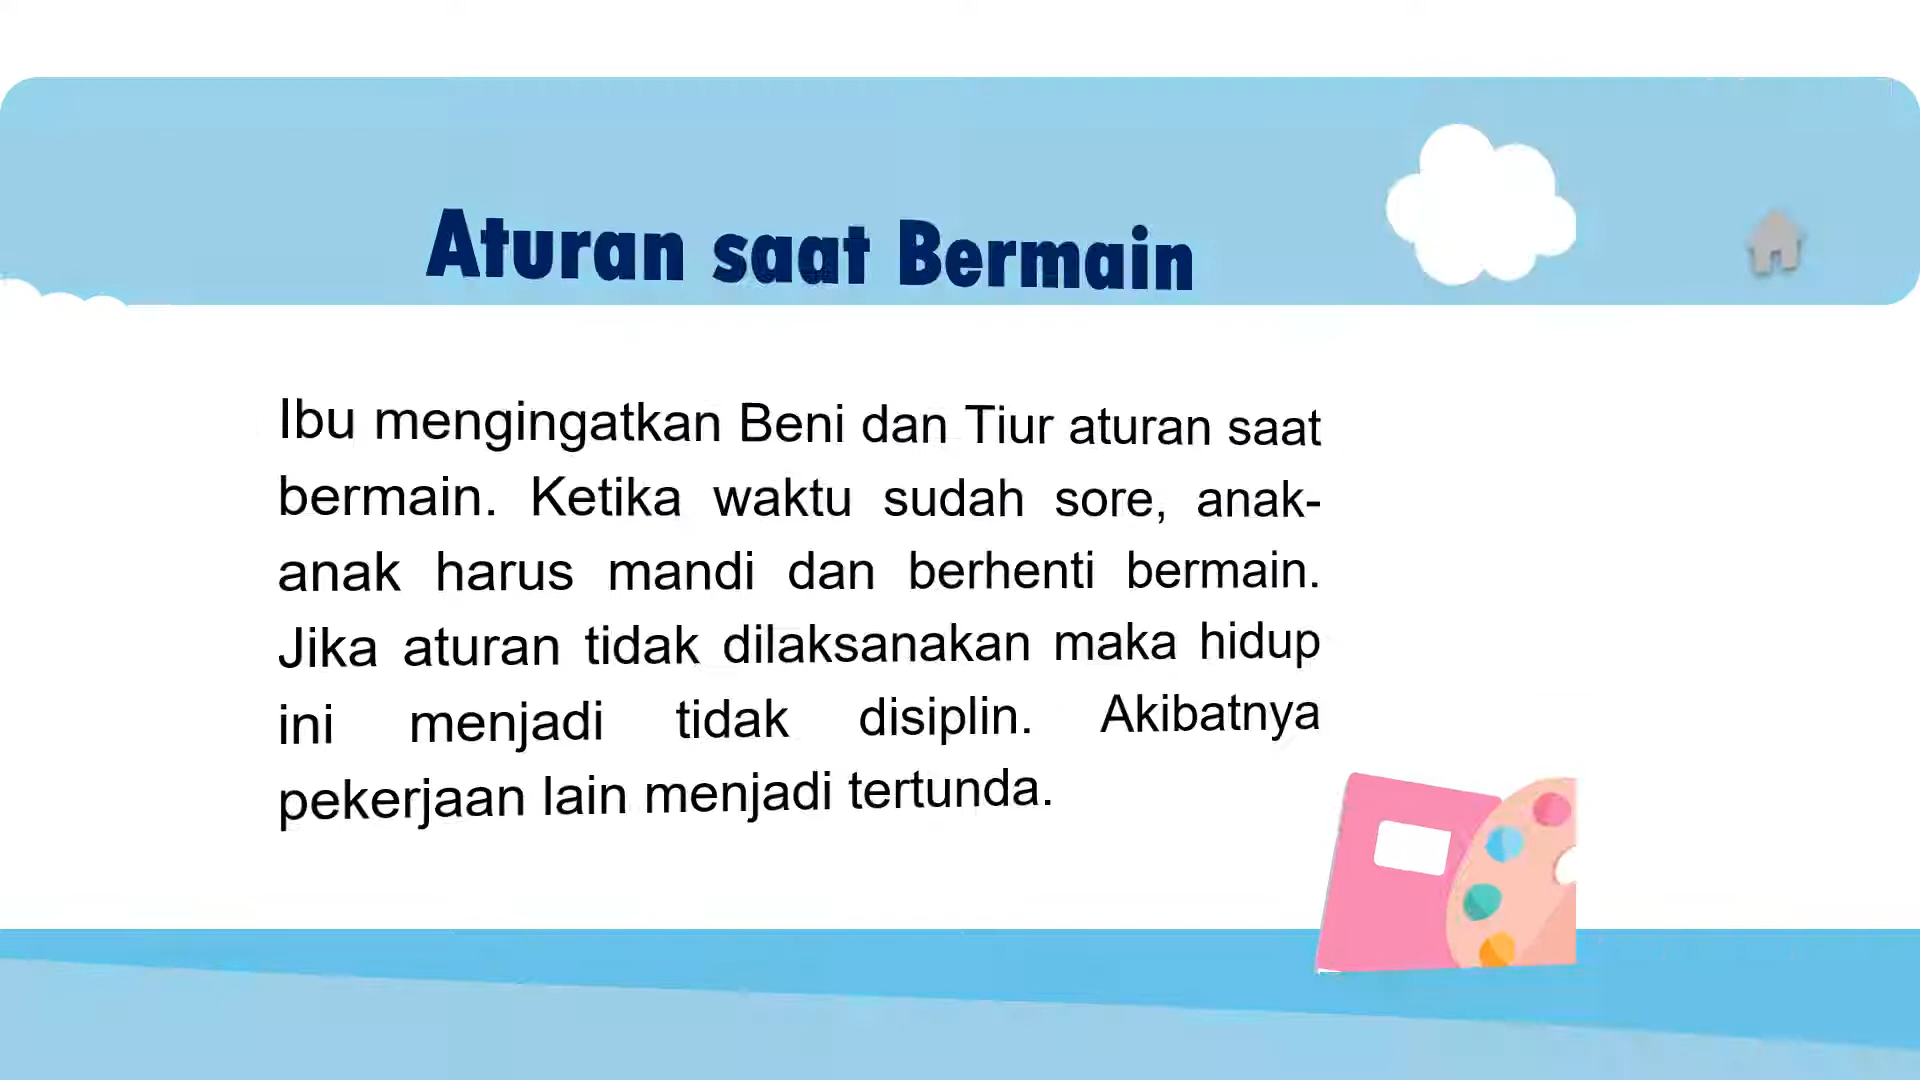 Aturan saat Bermain
Ibu mengingatkan Beni dan Tiur aturan saat
bermain. Ketika waktu sudah sore, anak-
anak harus mandi dan berhenti bermain.
Jika aturan tidak dilaksanakan maka hidup
ini menjadi tidak disiplin. Akibatnya
pekerjaan lain menjadi tertunda.